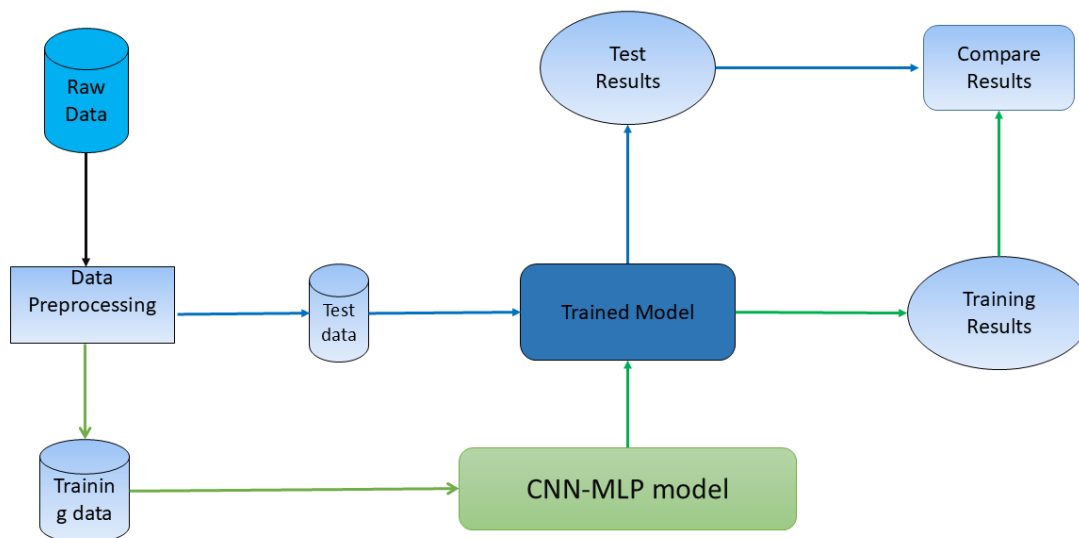 Raw
Data
Test
Results
Compare
Results
Data
Preprocessing
Test
data
Trained Model
Training
Results
Trainin
g data
CNN-MLP model